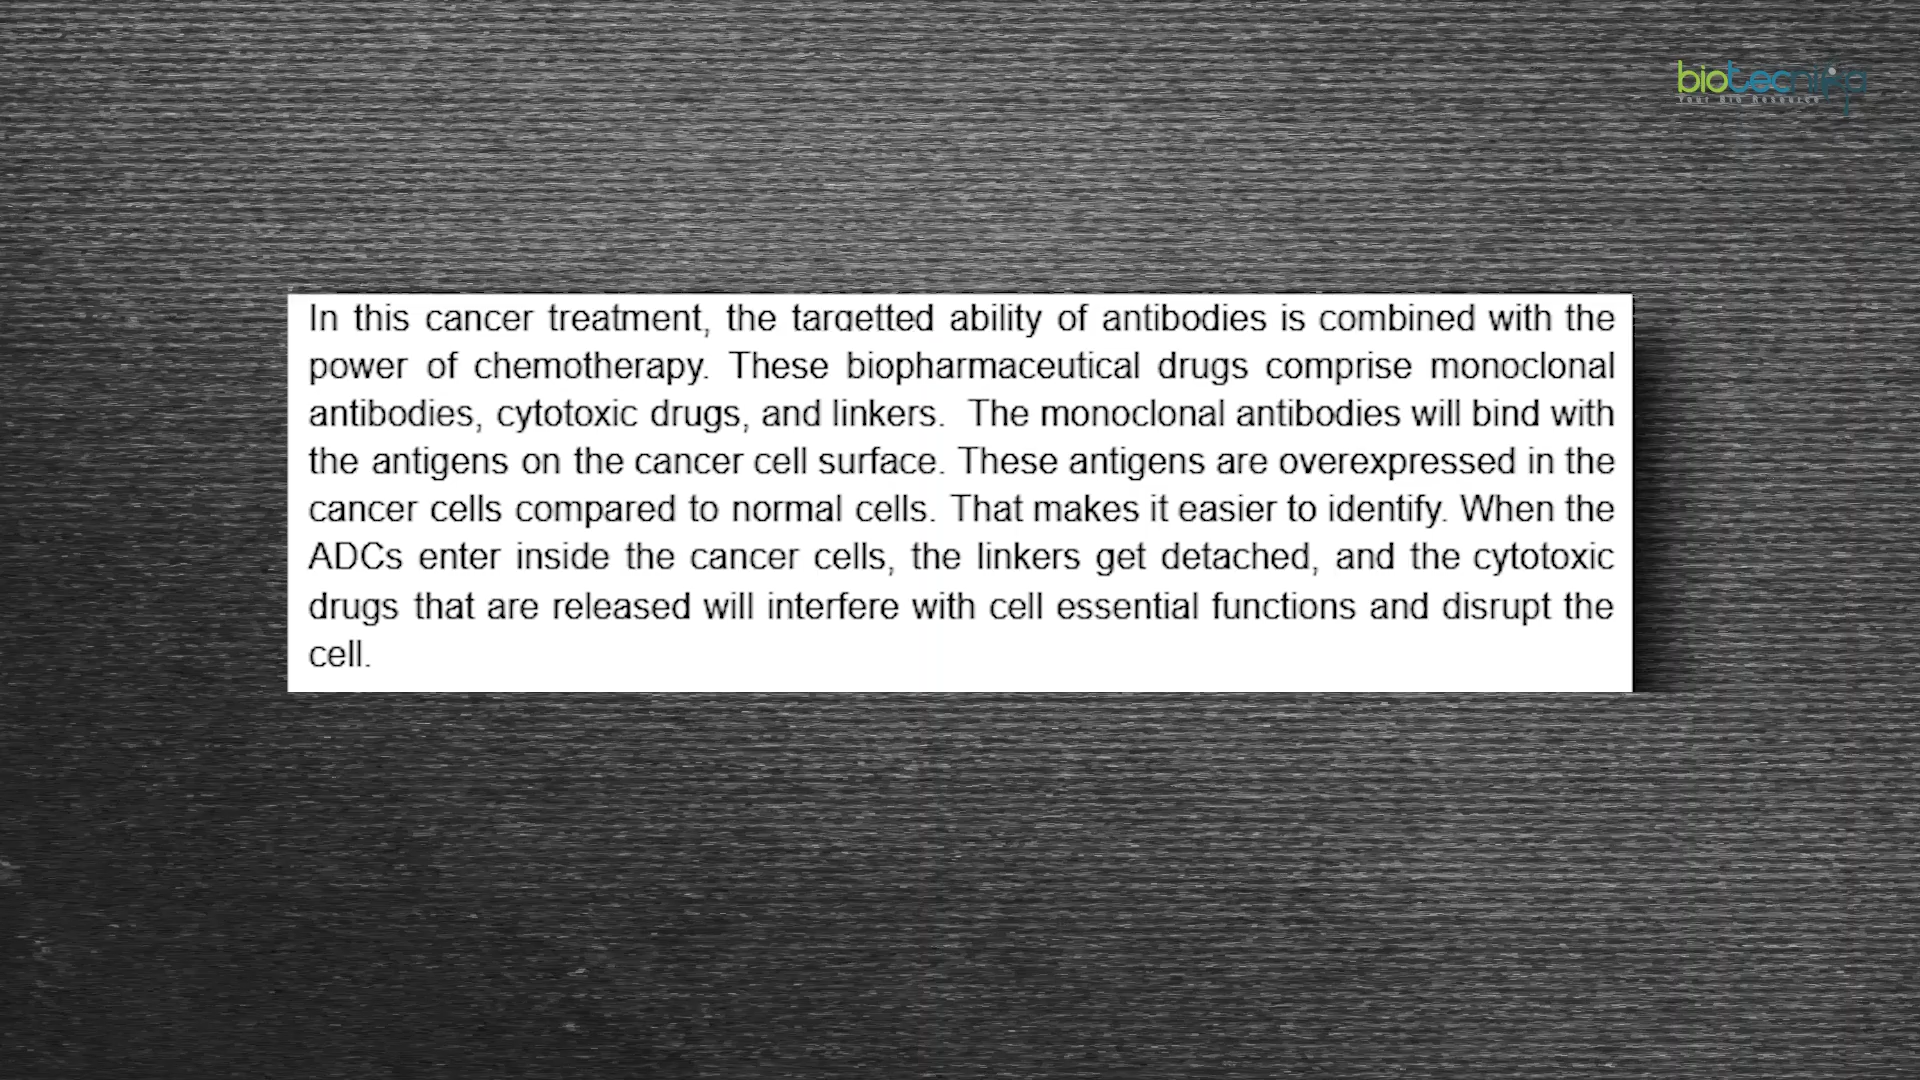 biotecnika
Your Bio Resource
In this cancer treatment, the targetted ability of antibodies is combined with the
power of chemotherapy. These biopharmaceutical drugs comprise monoclonal
antibodies, cytotoxic drugs, and linkers. The monoclonal antibodies will bind with
the antigens on the cancer cell surface. These antigens are overexpressed in the
cancer cells compared to normal cells. That makes it easier to identify. When the
ADCs enter inside the cancer cells, the linkers get detached, and the cytotoxic
drugs that are released will interfere with cell essential functions and disrupt the
cell.